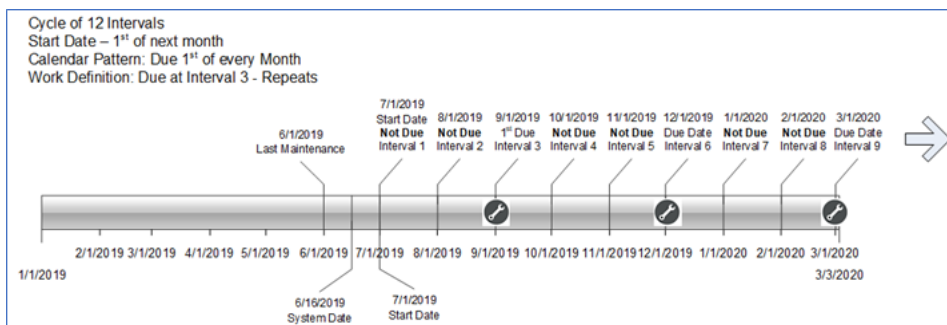 Cycle of 12 Intervals
Start Date – 1st of next month
Calendar Pattern: Due 1st of every Month
Work Definition: Due at Interval 3 - Repeats
6/1/2019
Last Maintenance
7/1/2019
Start Date
Not Due
Interval 1
8/1/2019
Not Due
Interval 2
9/1/2019
1st Due
Interval 3
10/1/2019
Not Due
Interval 4
11/1/2019
Not Due
Interval 5
12/1/2019
Due Date
Interval 6
1/1/2020
Not Due
Interval 7
2/1/2020
Not Due
Interval 8
3/1/2020
Due Date
Interval 9
1/1/2019
2/1/2019
3/1/2019
4/1/2019
5/1/2019
6/1/2019
7/1/2019
8/1/2019
9/1/2019
10/1/2019
11/1/2019
12/1/2019
1/1/2020
2/1/2020
3/1/2020
3/3/2020
6/16/2019
System Date
7/1/2019
Start Date